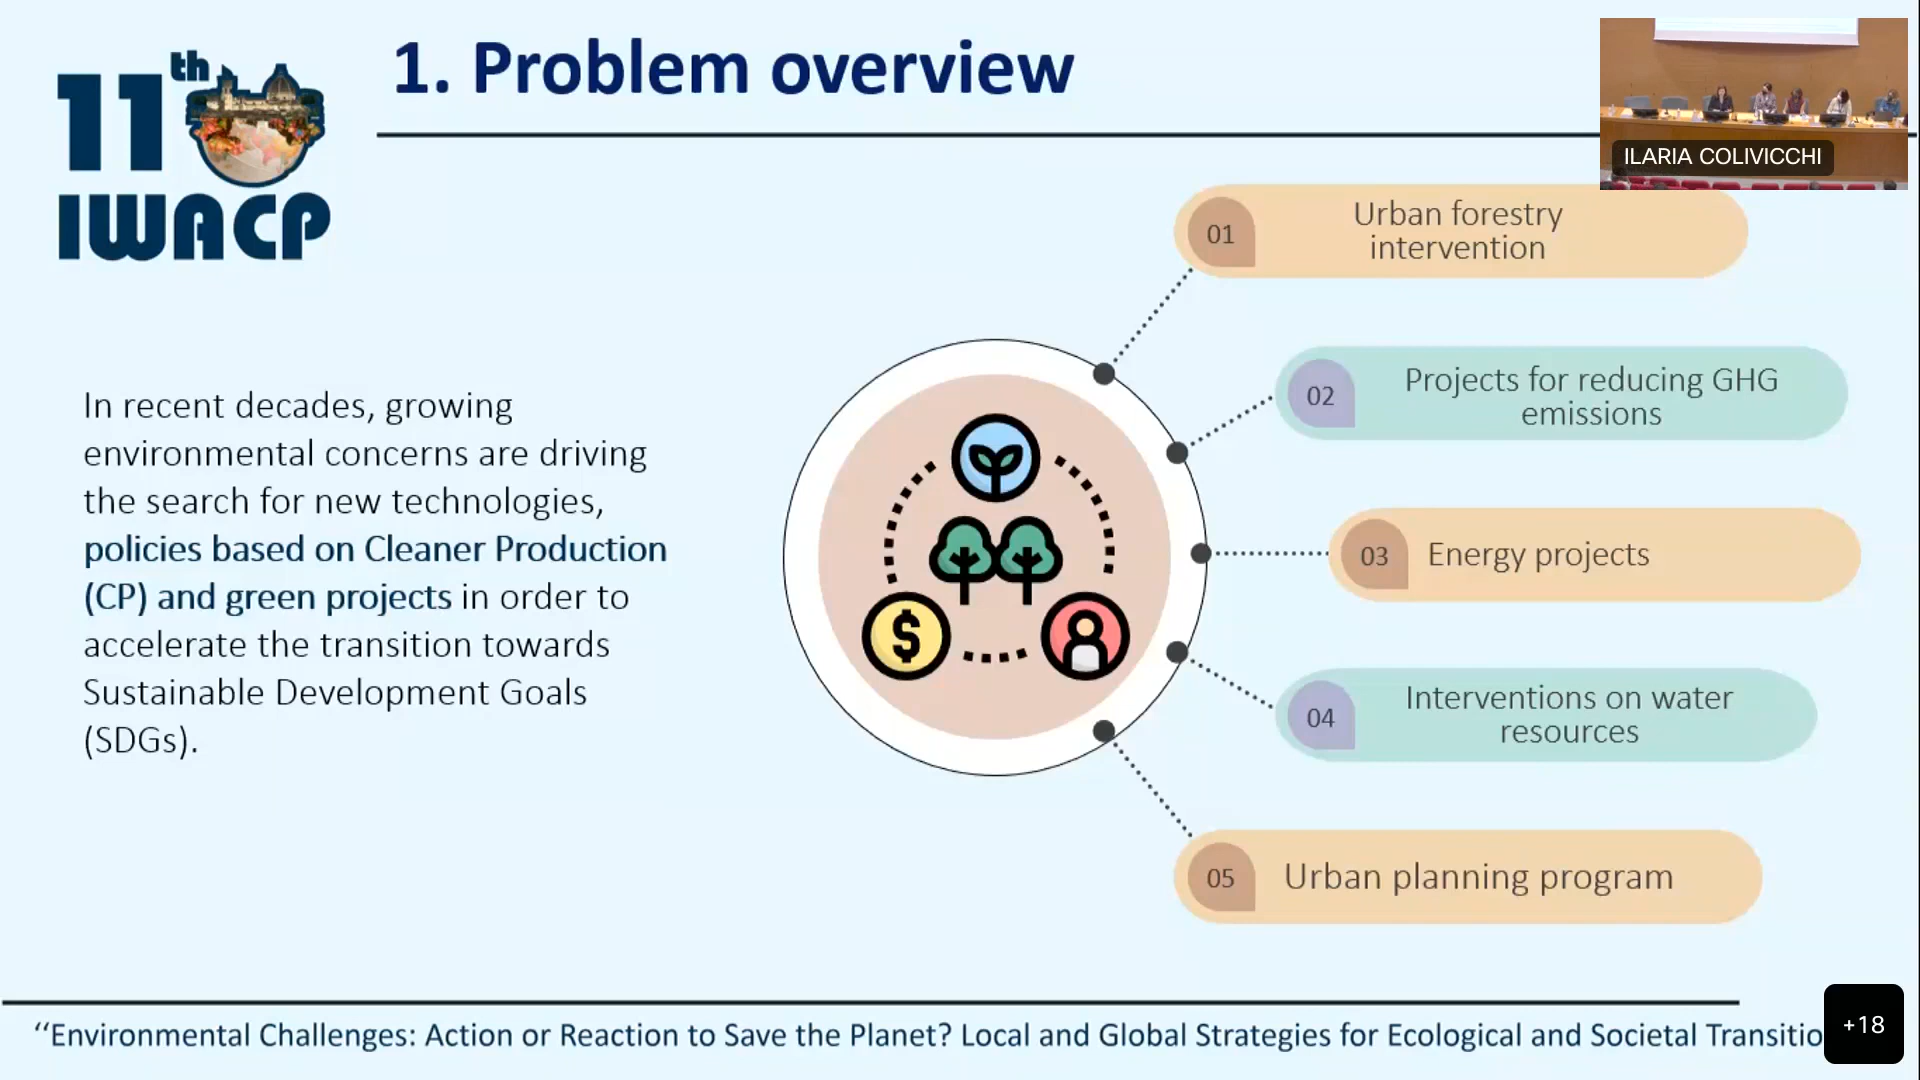 11th
IWACP
1. Problem overview
ILARIA COLIVICCHI
In recent decades, growing
environmental concerns are driving
the search for new technologies,
policies based on Cleaner Production
(CP) and green projects in order to
accelerate the transition towards
Sustainable Development Goals
(SDGs).
$
01
Urban forestry
intervention
02
Projects for reducing GHG
emissions
03
Energy projects
04
Interventions on water
resources
05
Urban planning program
“Environmental Challenges: Action or Reaction to Save the Planet? Local and Global Strategies for Ecological and Societal Transitio
+18